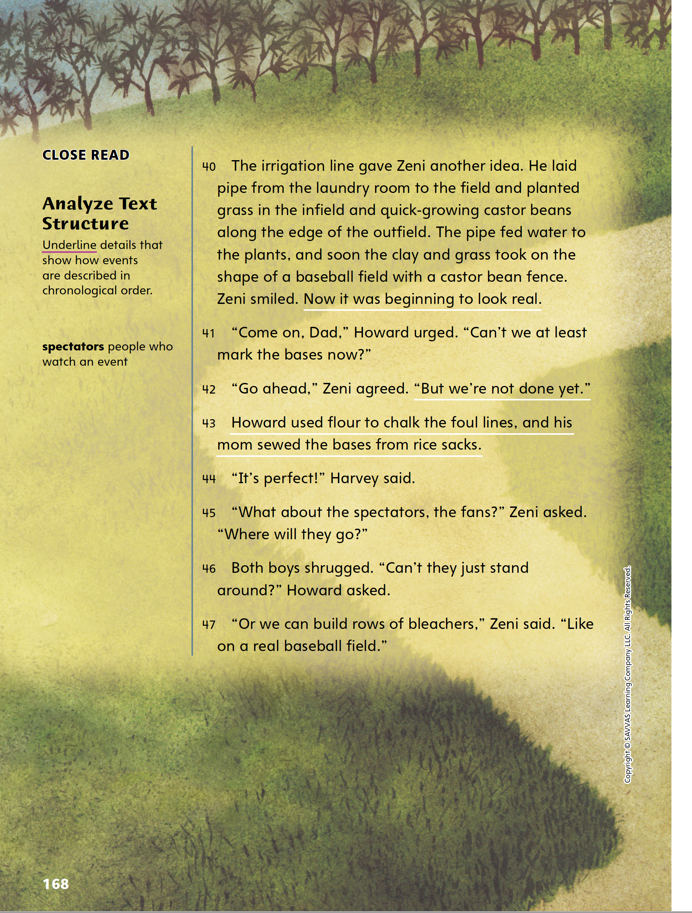 CLOSE READ
Analyze Text
Structure
Underline details that
show how events
are described in
chronological order.
spectators people who
watch an event
40 The irrigation line gave Zeni another idea. He laid
pipe from the laundry room to the field and planted
grass in the infield and quick-growing castor beans
along the edge of the outfield. The pipe fed water to
the plants, and soon the clay and grass took on the
shape of a baseball field with a castor bean fence.
Zeni smiled. Now it was beginning to look real.
41 “Come on, Dad,” Howard urged. “Can’t we at least
mark the bases now?”
42 “Go ahead,” Zeni agreed. “But we’re not done yet.”
43 Howard used flour to chalk the foul lines, and his
mom sewed the bases from rice sacks.
44 “It’s perfect!” Harvey said.
45 “What about the spectators, the fans?” Zeni asked.
“Where will they go?”
46 Both boys shrugged. “Can’t they just stand
around?” Howard asked.
47 “Or we can build rows of bleachers,” Zeni said. “Like
on a real baseball field.”
Copyright © SAVVAS Learning Company LLC. All Rights Reserved.
168